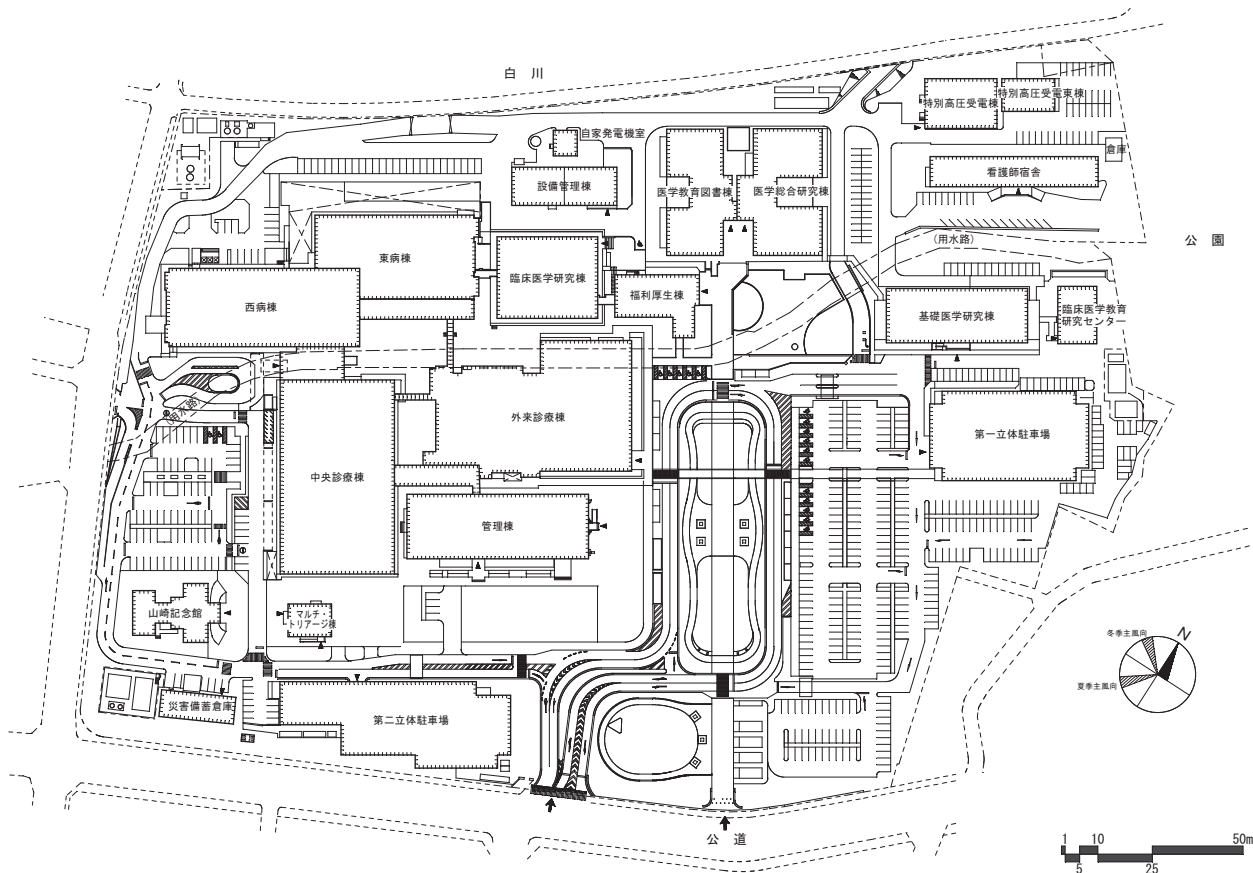 白川
特別高圧受電棟
特別高圧受電東棟
自家発電機室
倉庫
設備管理棟
医学教育図書棟
医学総合研究棟
看護師宿舎
(用水路)
公園
東病棟
臨床医学研究棟
西病棟
福利厚生棟
基礎医学研究棟
臨床医学教育
研究センター
(用水路)
外来診療棟
第一立体駐車場
中央診療棟
管理棟
山崎記念館
マルチ・
トリアージ棟
冬季主風向
N
夏季主風向
災害備蓄倉庫
第二立体駐車場
公道
1 10 50m
5 25